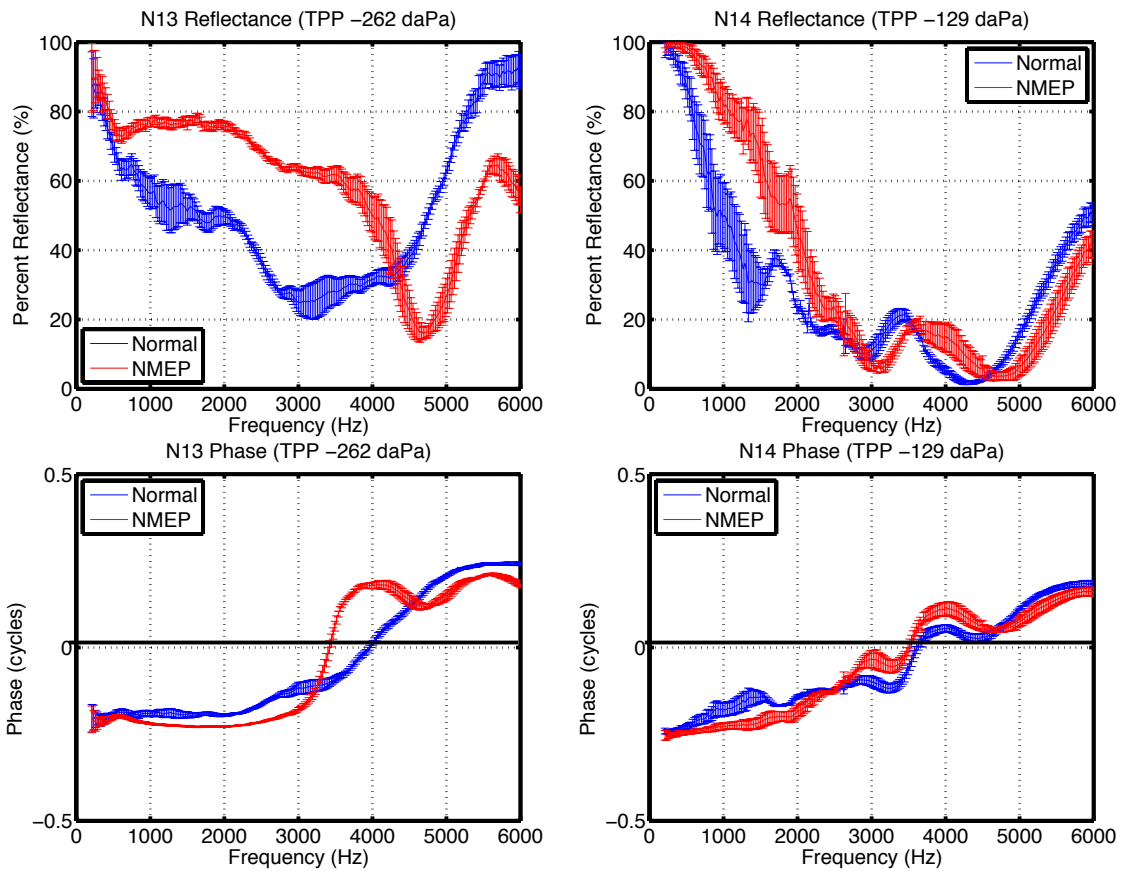 N13 Reflectance (TPP −262 daPa)
Percent Reflectance (%)
100
80
60
40
20
0
Normal
NMEP
0 1000 2000 3000 4000 5000 6000
Frequency (Hz)
N14 Reflectance (TPP −129 daPa)
Percent Reflectance (%)
100
80
60
40
20
0
Normal
NMEP
0 1000 2000 3000 4000 5000 6000
Frequency (Hz)
N13 Phase (TPP −262 daPa)
Phase (cycles)
0.5
0
−0.5
Normal
NMEP
0 1000 2000 3000 4000 5000 6000
Frequency (Hz)
N14 Phase (TPP −129 daPa)
Phase (cycles)
0.5
0
−0.5
Normal
NMEP
0 1000 2000 3000 4000 5000 6000
Frequency (Hz)